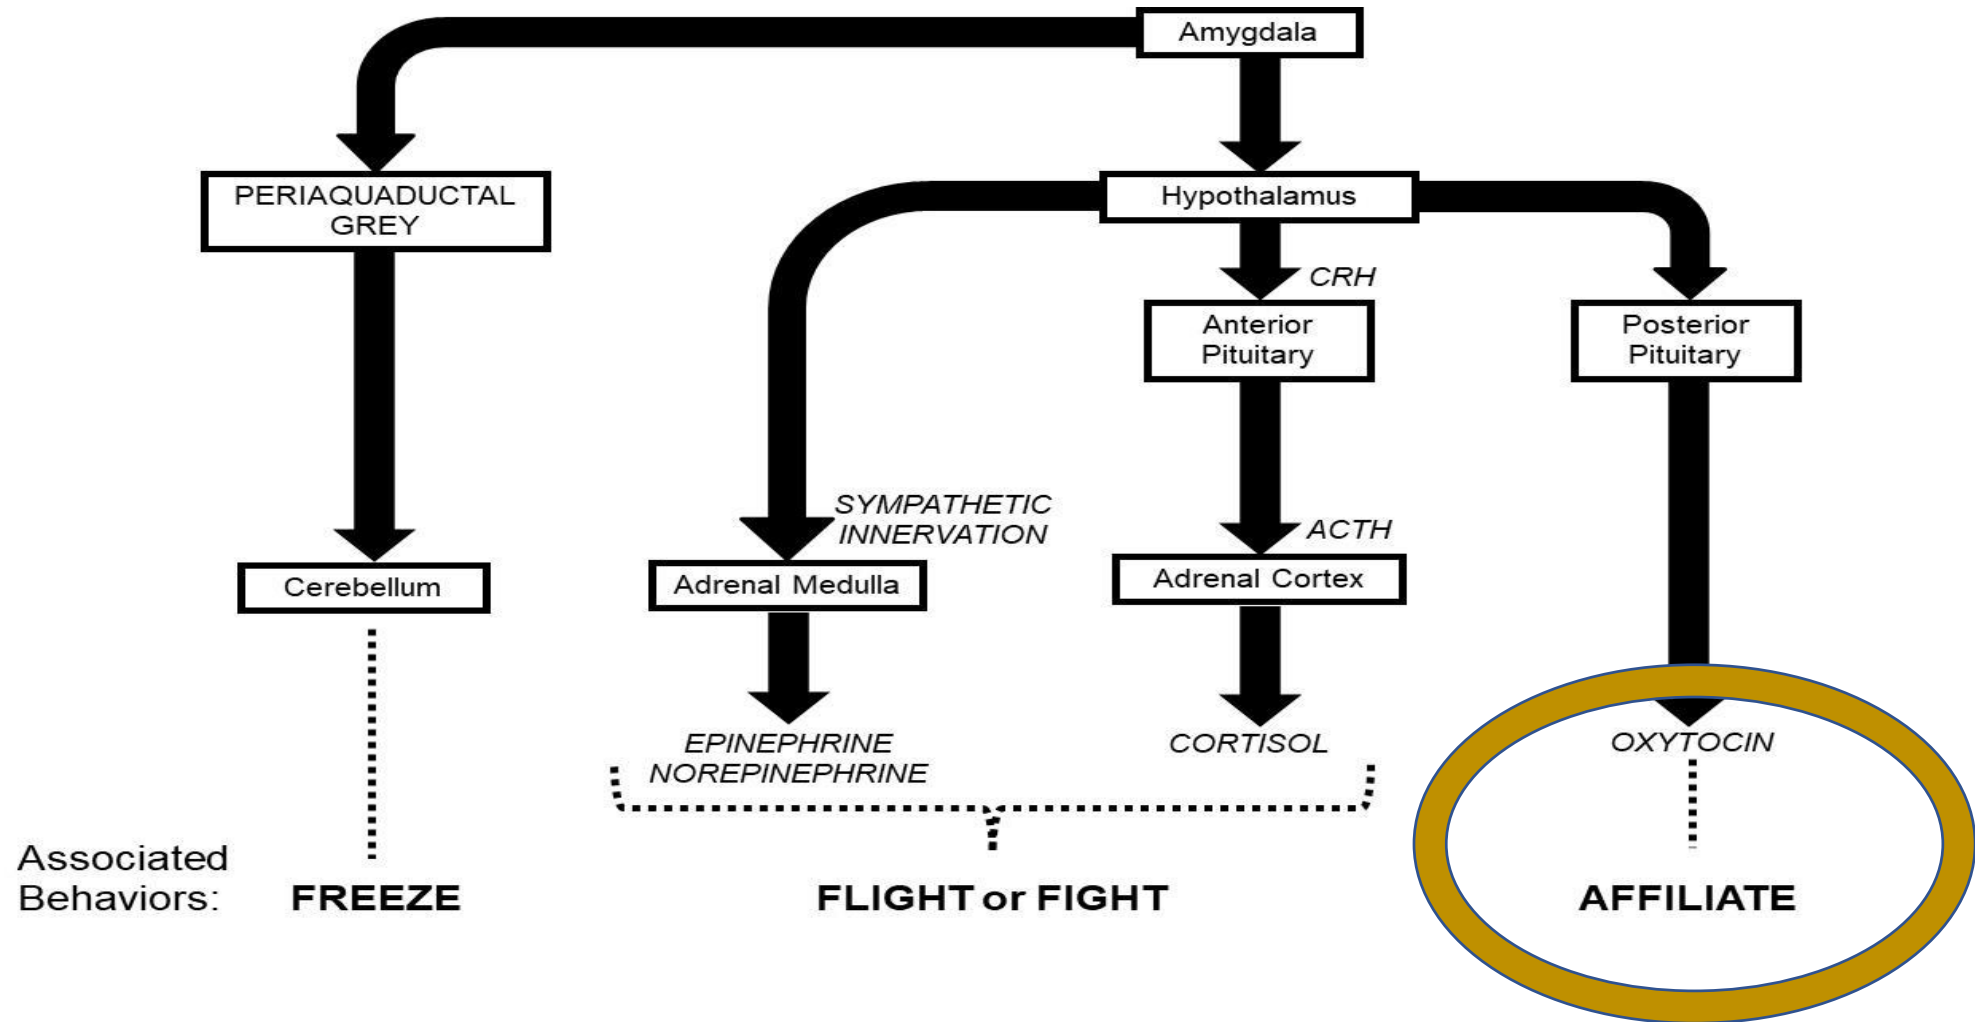 Amygdala
PERIAQUADUCTAL
GREY
Hypothalamus
CRH
Anterior
Pituitary
Posterior
Pituitary
SYMPATHETIC
INNERVATION
ACTH
Cerebellum
Adrenal Medulla
Adrenal Cortex
EPINEPHRINE
NOREPINEPHRINE
CORTISOL
OXYTOCIN
Associated
Behaviors:
FREEZE
FLIGHT or FIGHT
AFFILIATE